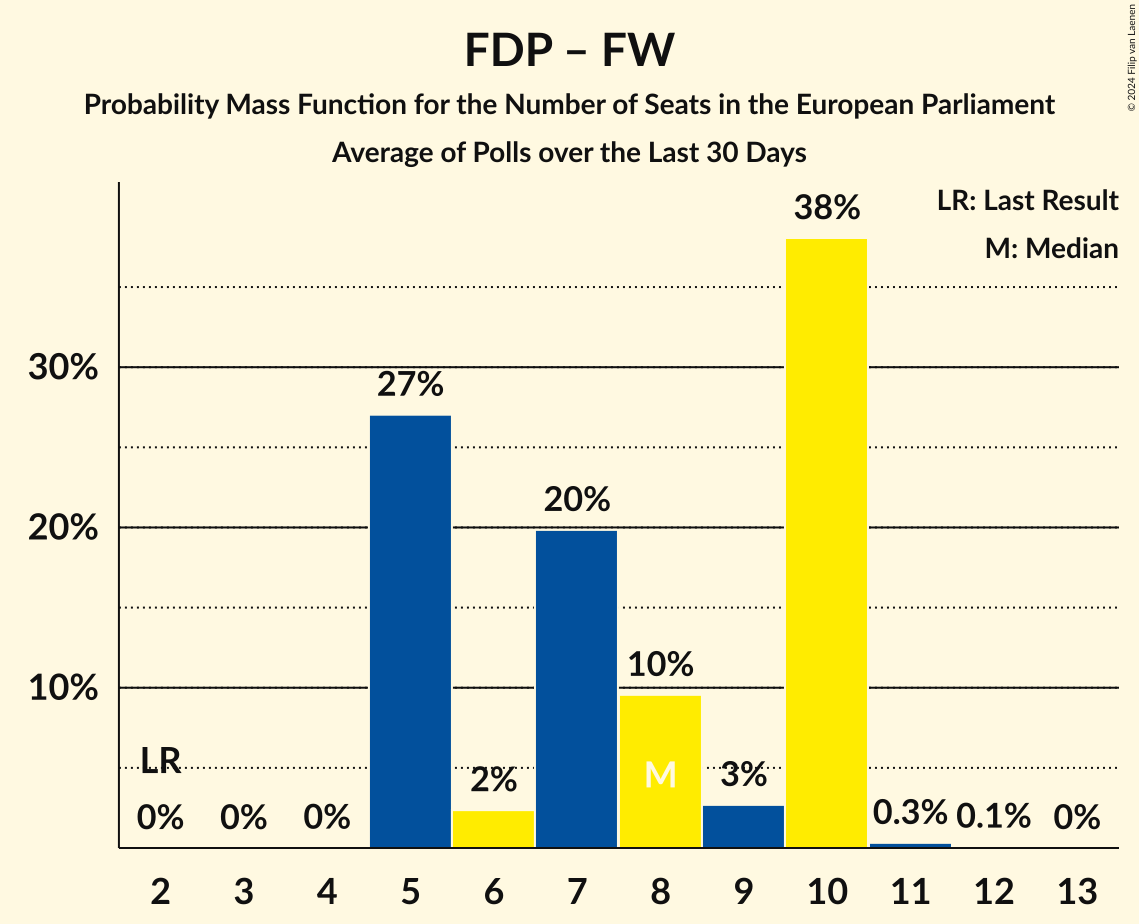 FDP – FW
Probability Mass Function for the Number of Seats in the European Parliament
Average of Polls over the Last 30 Days
© 2024 Filip van Laenen
LR: Last Result
M: Median
38%
30%
27%
20%
20%
10%
10%
LR
M
0%
0%
0%
2%
3%
0.3%
0.1%
0%
2 3 4 5 6 7 8 9 10 11 12 13